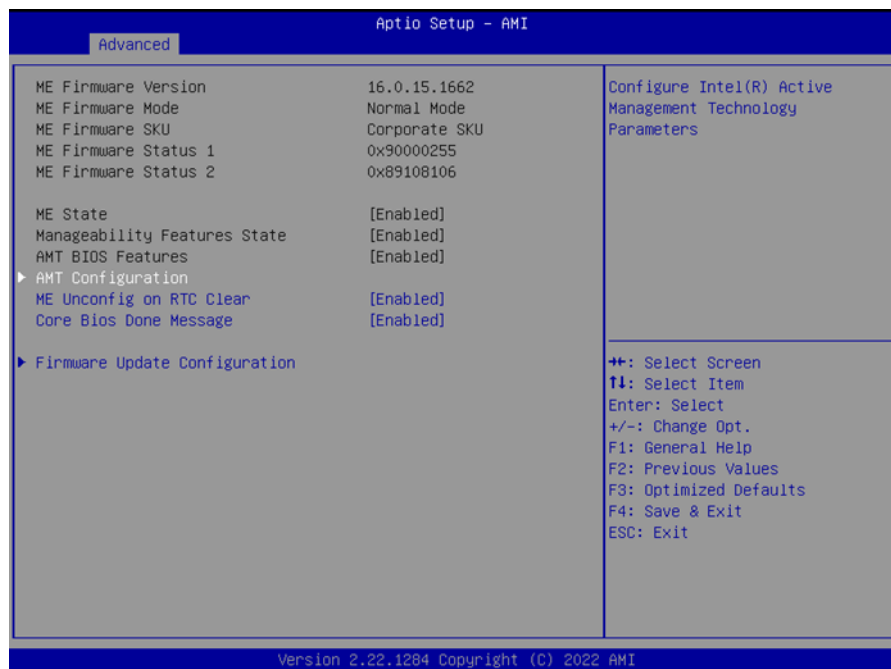 Aptio Setup – AMI
Advanced
ME Firmware Version 16.0.15.1662
ME Firmware Mode Normal Mode
ME Firmware SKU Corporate SKU
ME Firmware Status 1 0x90000255
ME Firmware Status 2 0x89108106
ME State [Enabled]
Manageability Features State [Enabled]
AMT BIOS Features [Enabled]
AMT Configuration
ME Unconfig on RTC Clear [Enabled]
Core Bios Done Message [Enabled]
Firmware Update Configuration
Configure Intel(R) Active
Management Technology
Parameters
→←: Select Screen
↑↓: Select Item
Enter: Select
+/-: Change Opt.
F1: General Help
F2: Previous Values
F3: Optimized Defaults
F4: Save & Exit
ESC: Exit
Version 2.22.1284 Copyright (C) 2022 AMI